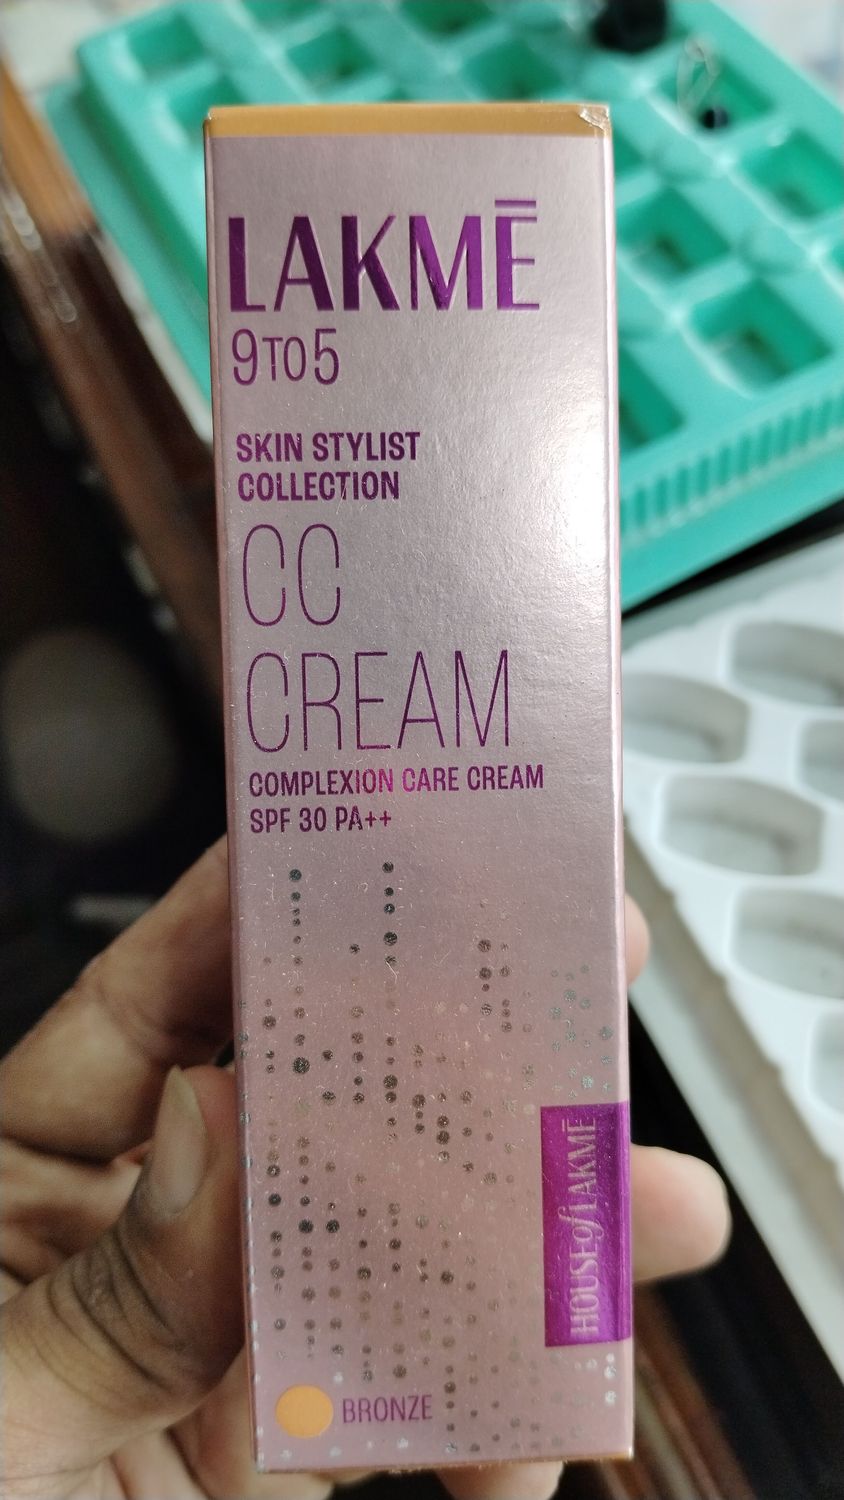 LAKMĒ
9TO5
SKIN STYLIST
COLLECTION
CC
CREAM
COMPLEXION CARE CREAM
SPF 30 PA++
HOUSE of LAKMĒ
BRONZE